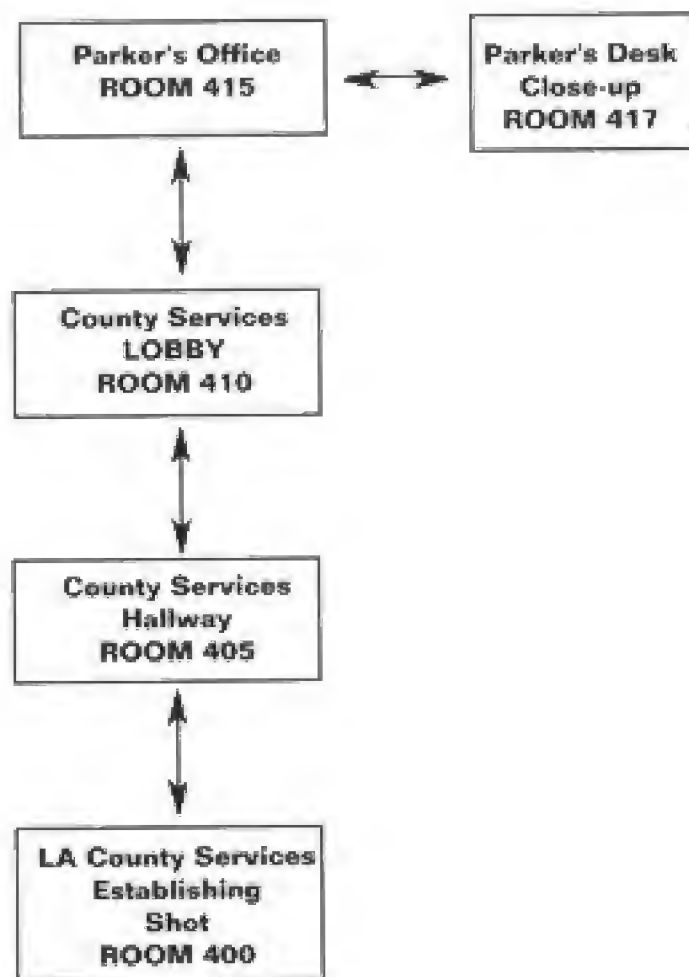 Parker's Office
ROOM 415
Parker's Desk
Close-up
ROOM 417
County Services
LOBBY
ROOM 410
County Services
Hallway
ROOM 405
LA County Services
Establishing
Shot
ROOM 400